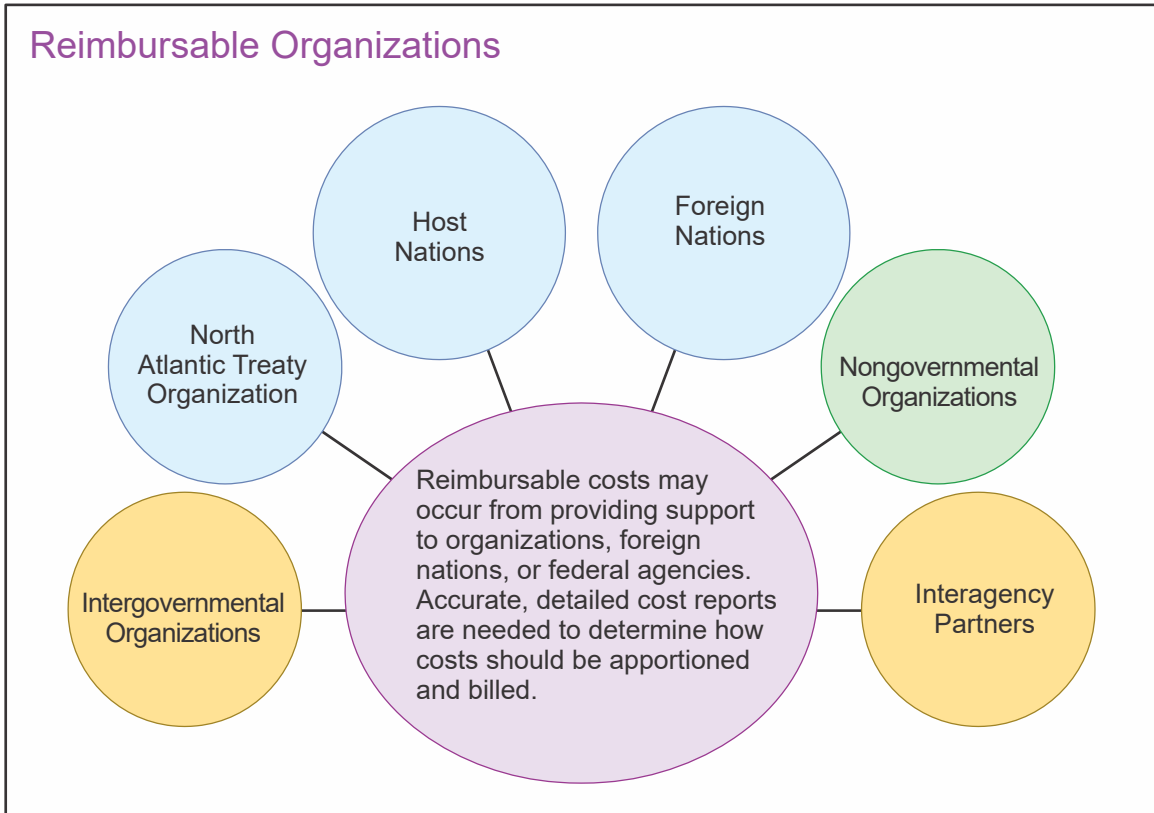 Reimbursable Organizations
Host
Nations
Foreign
Nations
North
Atlantic Treaty
Organization
Nongovernmental
Organizations
Reimbursable costs may
occur from providing support
to organizations, foreign
nations, or federal agencies.
Accurate, detailed cost reports
are needed to determine how
costs should be apportioned
and billed.
Intergovernmental
Organizations
Interagency
Partners